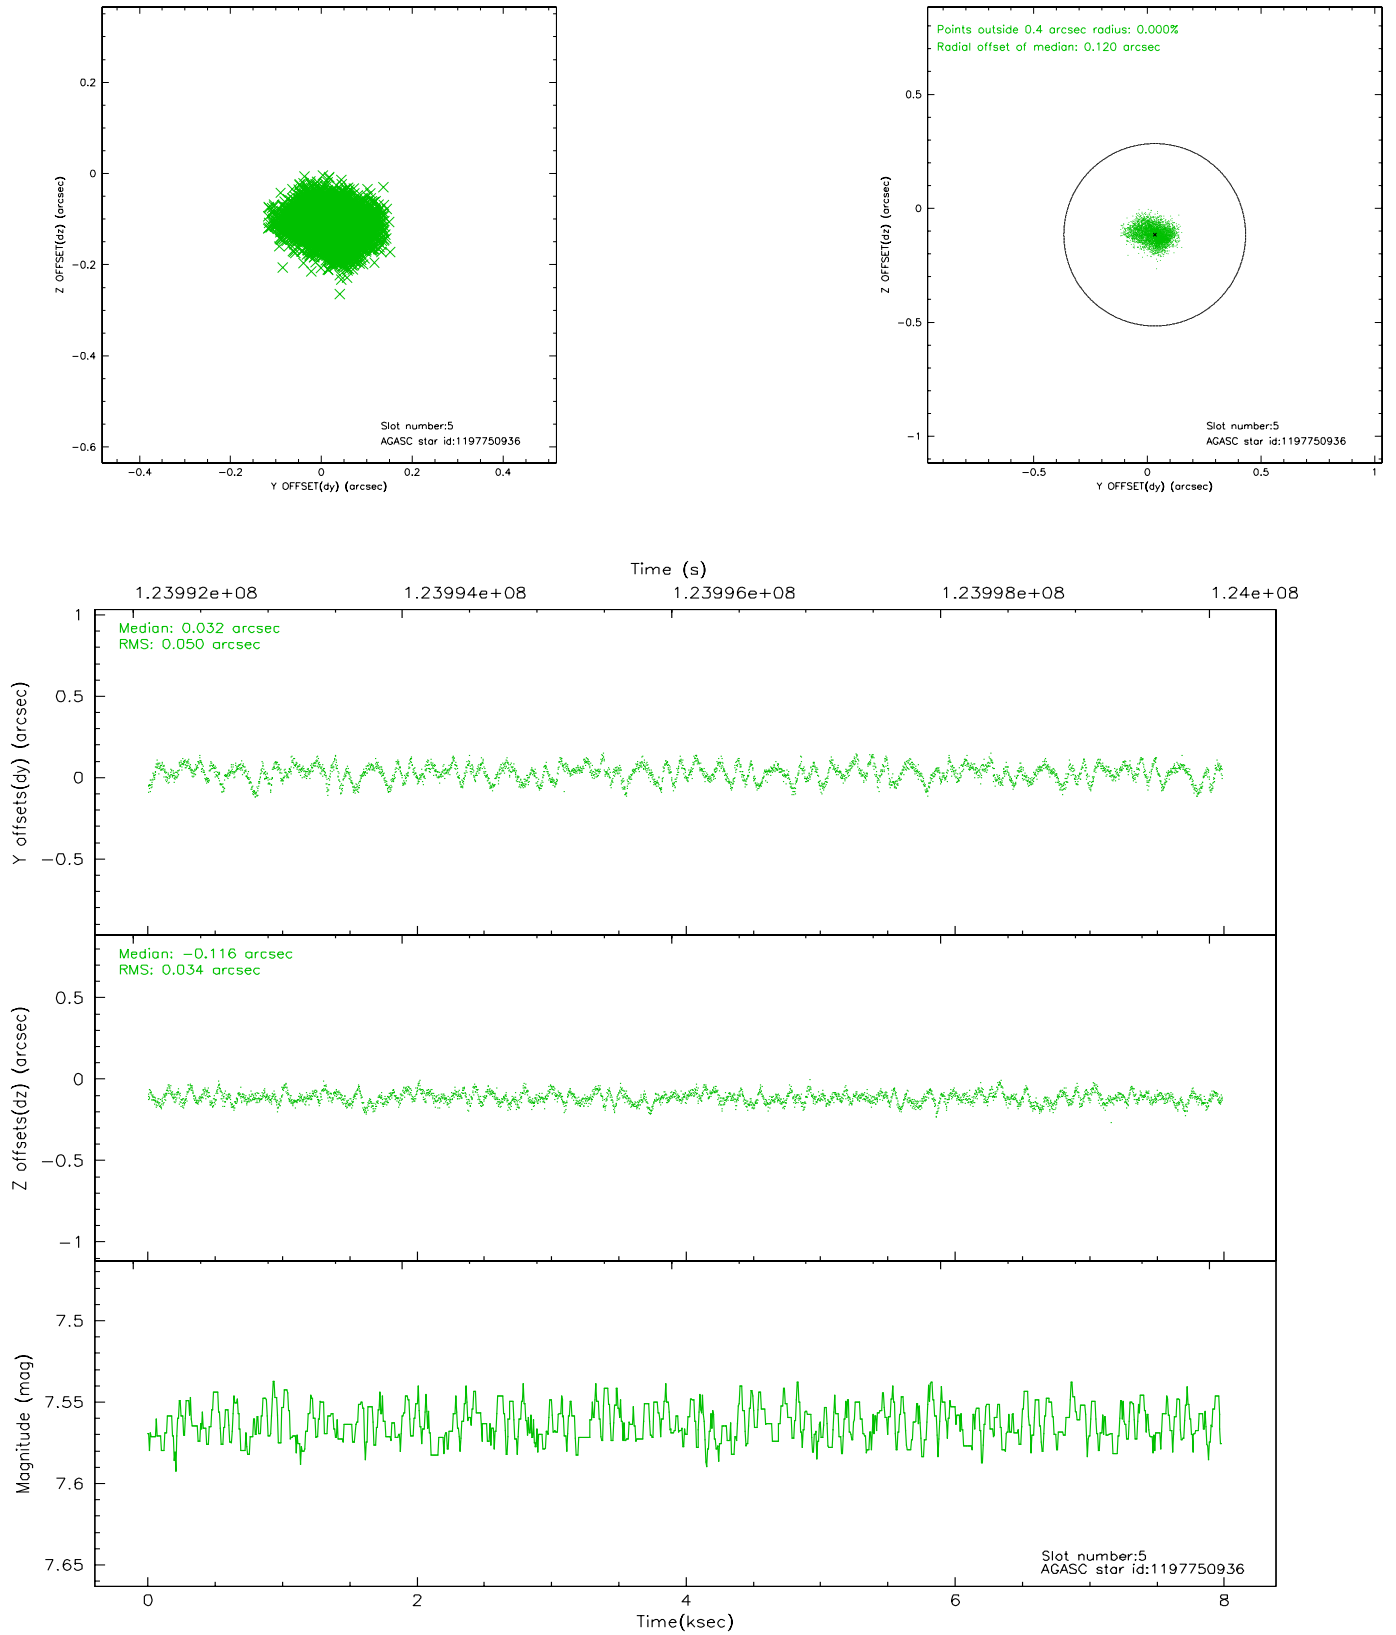 0.2
0
−0.2
−0.4
−0.6
Z OFFSET(dz) (arcsec)
Slot number:5
AGASC star id:1197750936
−0.4 −0.2 0 0.2 0.4
Y OFFSET(dy) (arcsec)
Points outside 0.4 arcsec radius: 0.000%
Radial offset of median: 0.120 arcsec
0.5
0
−0.5
−1
Z OFFSET(dz) (arcsec)
Slot number:5
AGASC star id:1197750936
−0.5 0 0.5 1
Y OFFSET(dy) (arcsec)
Time (s)
1.23992e+08 1.23994e+08 1.23996e+08 1.23998e+08 1.24e+08
Median: 0.032 arcsec
RMS: 0.050 arcsec
1
0.5
0
−0.5
Y offsets(dy) (arcsec)
Median: −0.116 arcsec
RMS: 0.034 arcsec
0.5
0
−0.5
−1
Z offsets(dz) (arcsec)
7.5
7.55
7.6
7.65
Magnitude (mag)
Slot number:5
AGASC star id:1197750936
0 2 4 6 8
Time(ksec)